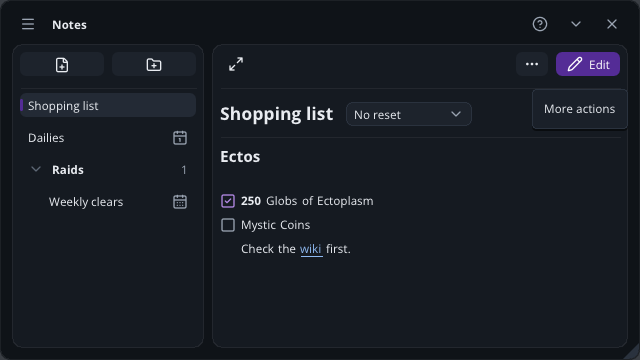 Notes
Edit
Shopping list
Dailies
Raids 1
Weekly clears
Shopping list
No reset
More actions
Ectos
250 Globs of Ectoplasm
Mystic Coins
Check the wiki first.